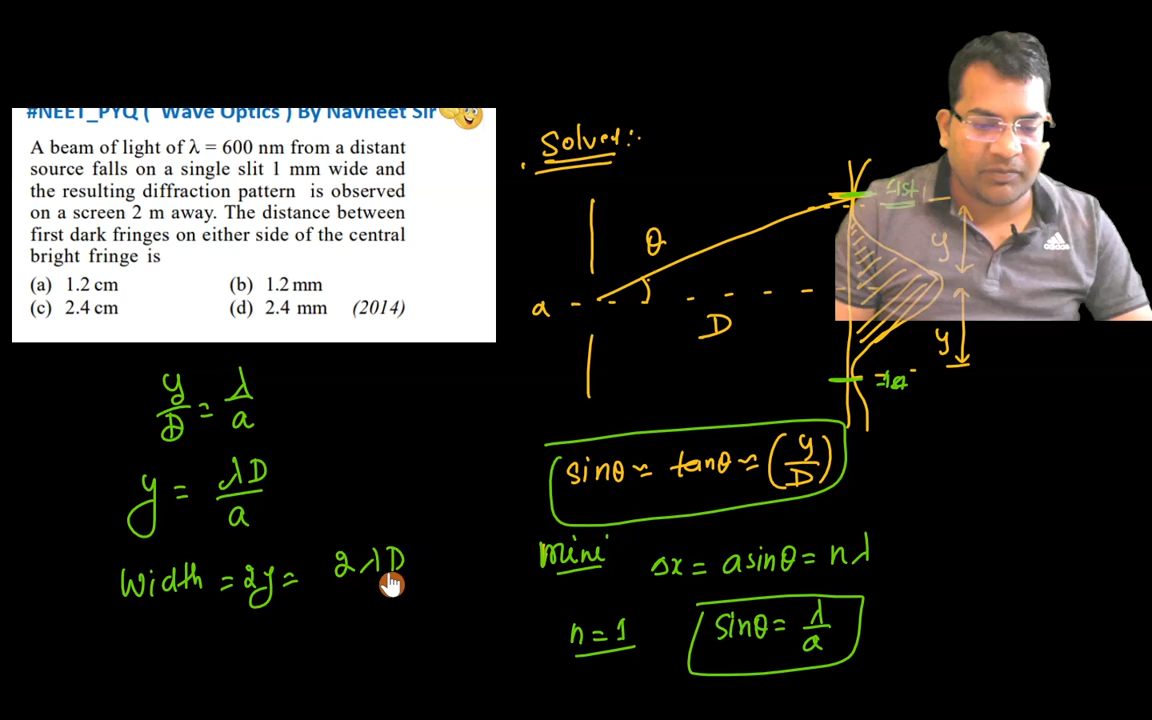 #NEET_PYQ ( Wave Optics ) By Navneet Sir
A beam of light of λ = 600 nm from a distant
source falls on a single slit 1 mm wide and
the resulting diffraction pattern is observed
on a screen 2 m away. The distance between
first dark fringes on either side of the central
bright fringe is
(a) 1.2 cm (b) 1.2 mm
(c) 2.4 cm (d) 2.4 mm (2014)
y/D = λ/a
y = λD/a
Width = 2y = 2λD
Solved:
1st
θ
y
a
D
y
1st
sinθ ≈ tanθ ≈ (y/D)
mini Δx = a sinθ = nλ
n = 1 sinθ = λ/a
adidas